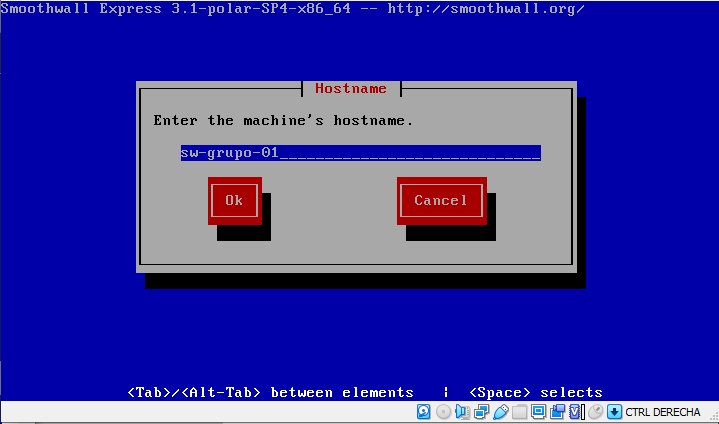 Smoothwall Express 3.1-polar-SP4-x86_64 -- http://smoothwall.org/
Hostname
Enter the machine's hostname.
sw-grupo-01_____________________________
Ok Cancel
<Tab>/<Alt-Tab> between elements | <Space> selects
CTRL DERECHA